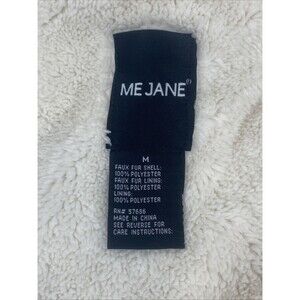 ME JANE
M
FAUX FUR SHELL:
100% POLYESTER
FAUX FUR LINING:
100% POLYESTER
LINING:
100% POLYESTER
RN# 57686
MADE IN CHINA
SEE REVERSE FOR
CARE INSTRUCTIONS: